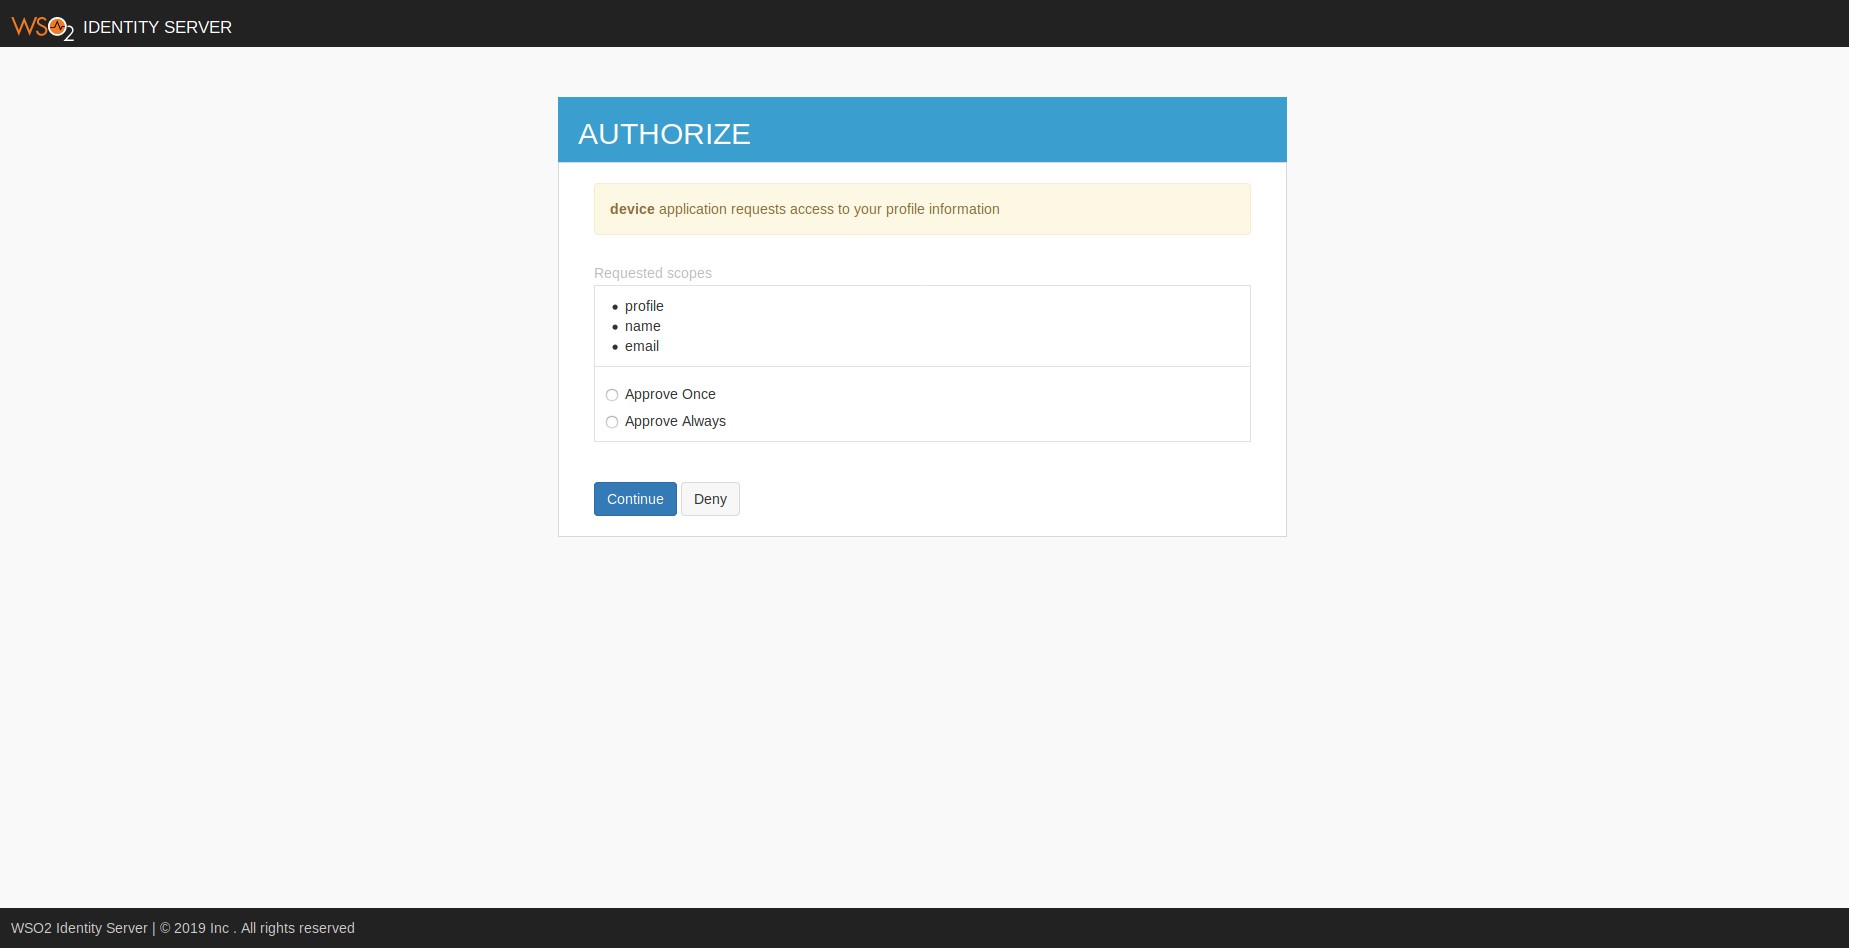 WSO2 IDENTITY SERVER
AUTHORIZE
device application requests access to your profile information
Requested scopes
profile
name
email
Approve Once
Approve Always
Continue Deny
WSO2 Identity Server | © 2019 Inc . All rights reserved